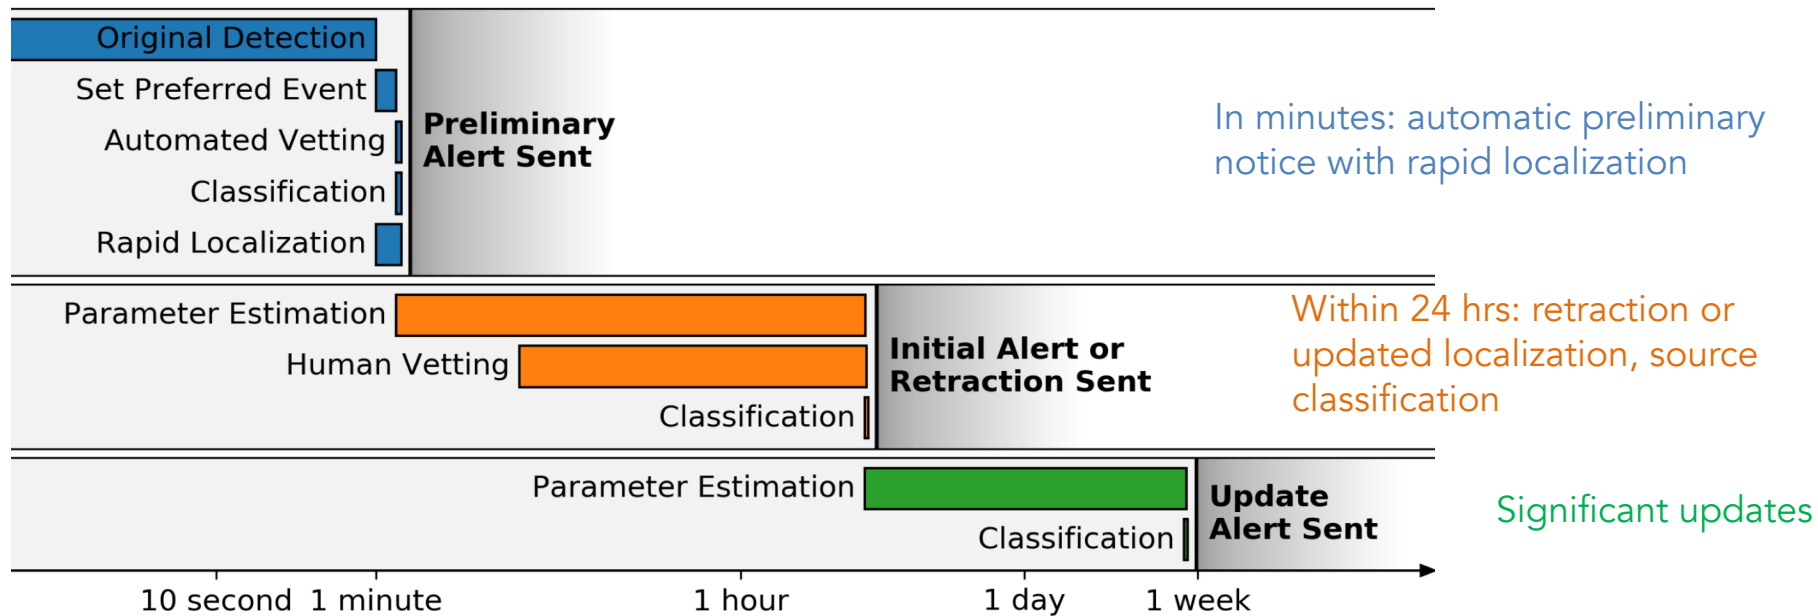 Original Detection
Set Preferred Event
Automated Vetting
Classification
Rapid Localization
Preliminary
Alert Sent
In minutes: automatic preliminary
notice with rapid localization
Parameter Estimation
Human Vetting
Classification
Initial Alert or
Retraction Sent
Within 24 hrs: retraction or
updated localization, source
classification
Parameter Estimation
Classification
Update
Alert Sent
Significant updates
10 second 1 minute 1 hour 1 day 1 week